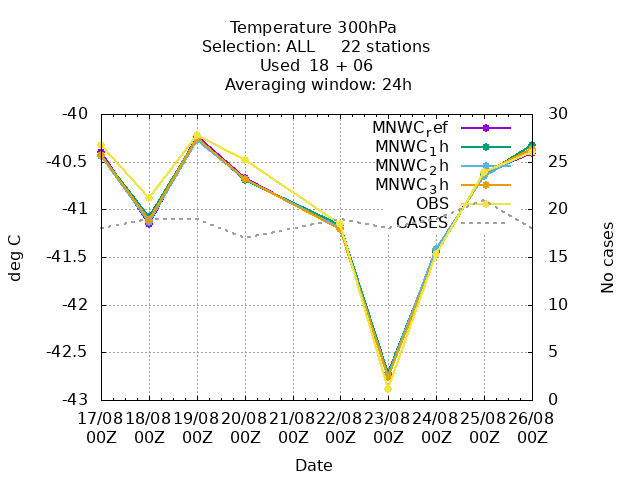 Temperature 300hPa
Selection: ALL     22 stations
Used  18 + 06
Averaging window: 24h
-40
-40.5
-41
-41.5
-42
-42.5
-43
30
25
20
15
10
5
0
deg C
No cases
MNWC_ref
MNWC_1h
MNWC_2h
MNWC_3h
OBS
CASES
17/08 18/08 19/08 20/08 21/08 22/08 23/08 24/08 25/08 26/08
00Z 00Z 00Z 00Z 00Z 00Z 00Z 00Z 00Z 00Z
Date